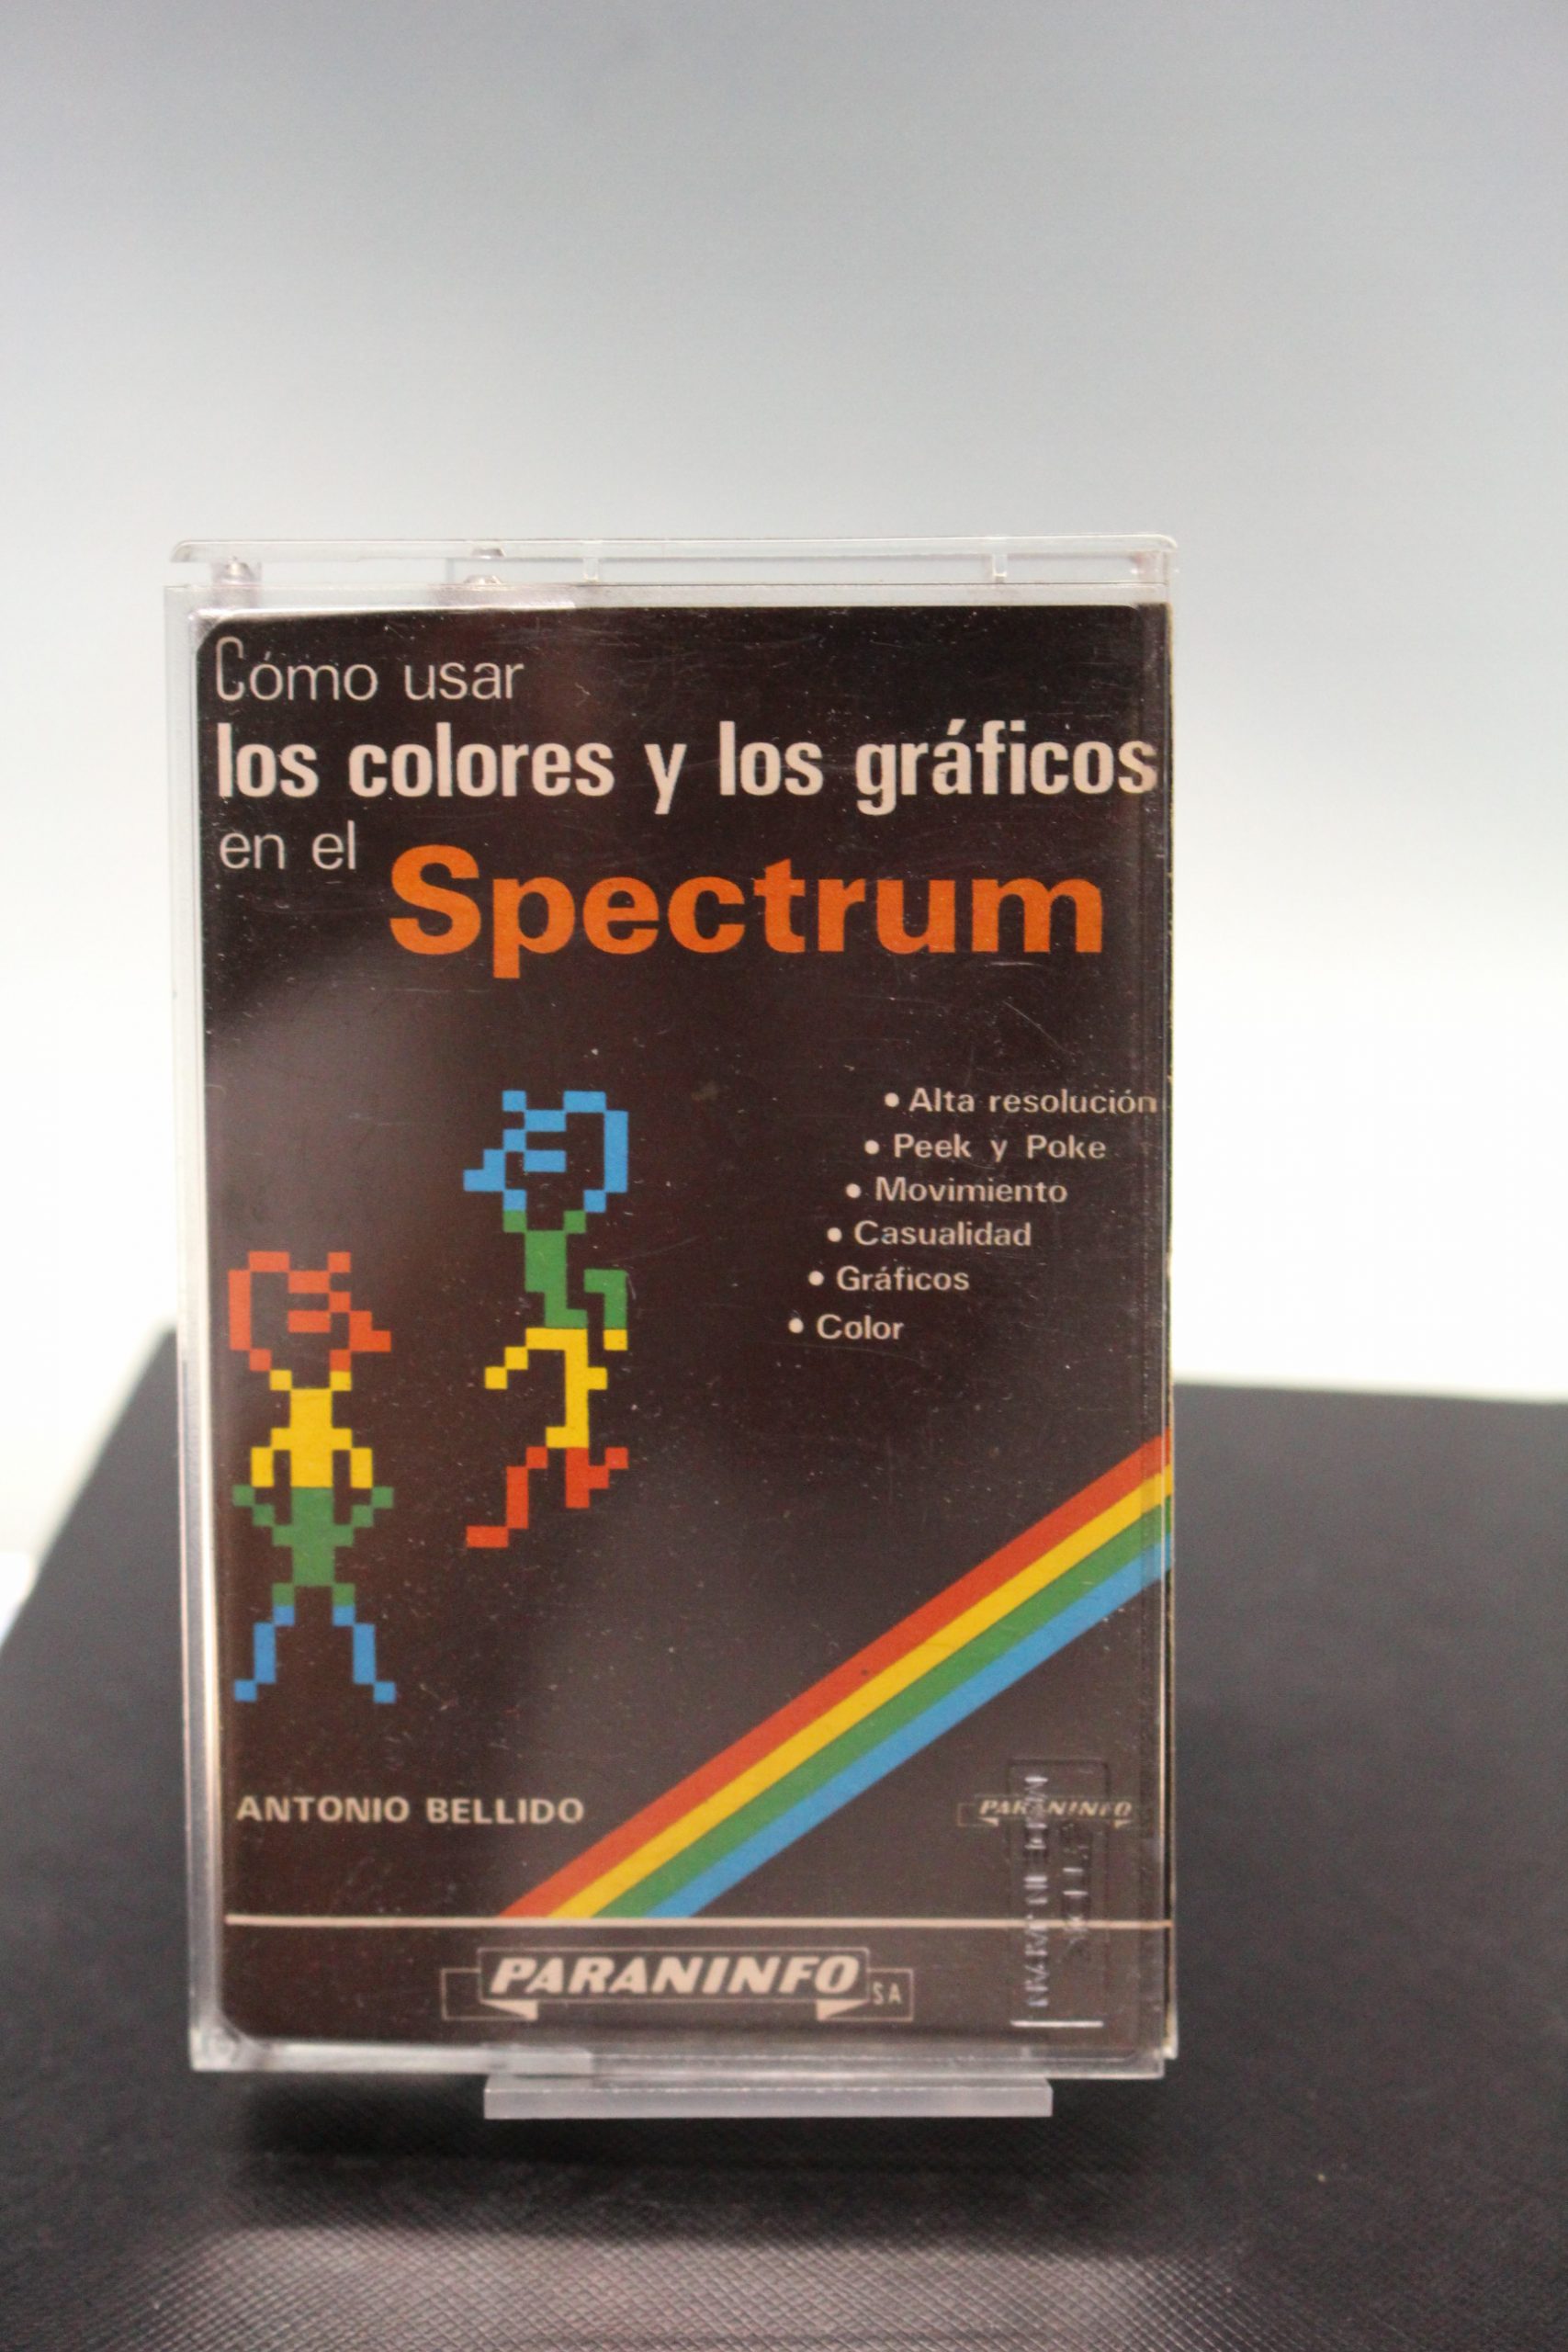 Cómo usar
los colores y los gráficos
en el Spectrum
• Alta resolución
• Peek y Poke
• Movimiento
• Casualidad
• Gráficos
• Color
ANTONIO BELLIDO
PARANINFO
PARANINFO SA